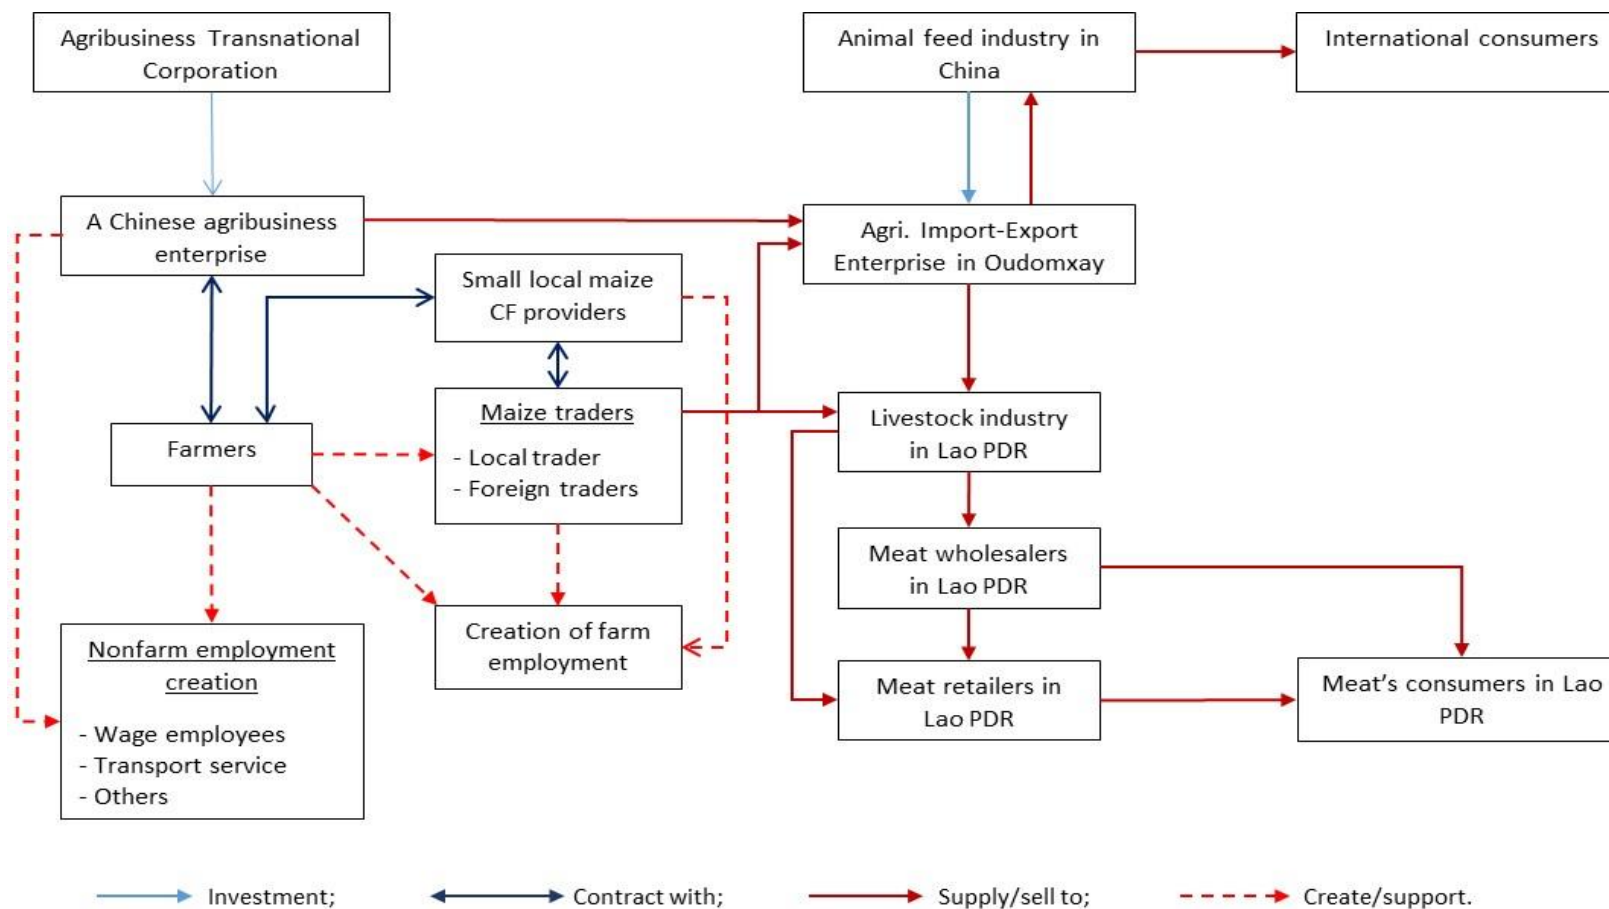 Agribusiness Transnational
Corporation
Animal feed industry in
China
International consumers
A Chinese agribusiness
enterprise
Agri. Import-Export
Enterprise in Oudomxay
Small local maize
CF providers
Maize traders
- Local trader
- Foreign traders
Farmers
Livestock industry
in Lao PDR
Meat wholesalers
in Lao PDR
Nonfarm employment
creation
- Wage employees
- Transport service
- Others
Creation of farm
employment
Meat retailers in
Lao PDR
Meat's consumers in Lao
PDR
Investment;
Contract with;
Supply/sell to;
Create/support.